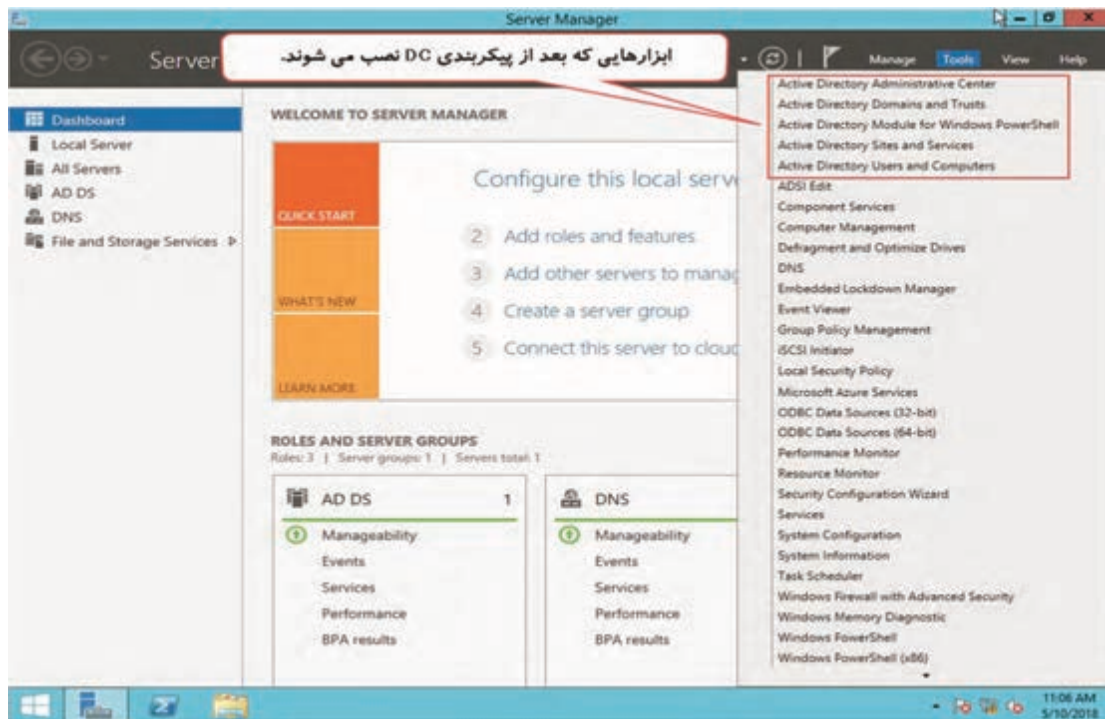 Server Manager
Server
ابزارهایی که بعد از پیکربندی DC نصب می شوند.
Manage Tools View Help
Dashboard
Local Server
All Servers
AD DS
DNS
File and Storage Services
WELCOME TO SERVER MANAGER
QUICK START
WHAT'S NEW
LEARN MORE
Configure this local serv
2 Add roles and features
3 Add other servers to manag
4 Create a server group
5 Connect this server to cloud
ROLES AND SERVER GROUPS
Roles: 3 | Server groups: 1 | Servers total: 1
AD DS 1
Manageability
Events
Services
Performance
BPA results
DNS
Manageability
Events
Services
Performance
BPA results
Active Directory Administrative Center
Active Directory Domains and Trusts
Active Directory Module for Windows PowerShell
Active Directory Sites and Services
Active Directory Users and Computers
ADSI Edit
Component Services
Computer Management
Defragment and Optimize Drives
DNS
Embedded Lockdown Manager
Event Viewer
Group Policy Management
iSCSI Initiator
Local Security Policy
Microsoft Azure Services
ODBC Data Sources (32-bit)
ODBC Data Sources (64-bit)
Performance Monitor
Resource Monitor
Security Configuration Wizard
Services
System Configuration
System Information
Task Scheduler
Windows Firewall with Advanced Security
Windows Memory Diagnostic
Windows PowerShell
Windows PowerShell (x86)
11:06 AM
5/10/2018